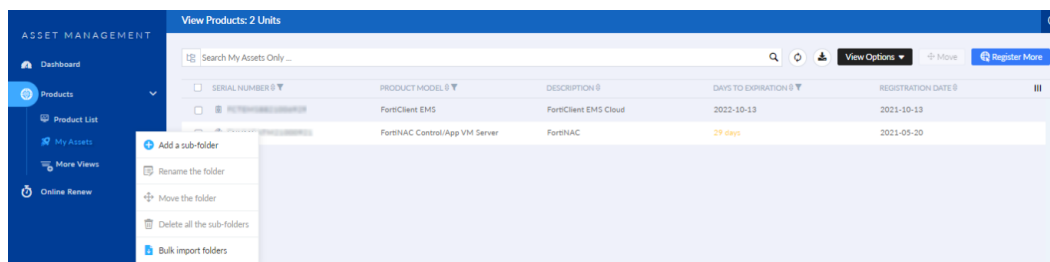 View Products: 2 Units
ASSET MANAGEMENT
Dashboard
Products
Product List
My Assets
More Views
Online Renew
Search My Assets Only ...
View Options
Move
Register More
SERIAL NUMBER
PRODUCT MODEL
DESCRIPTION
DAYS TO EXPIRATION
REGISTRATION DATE
FortiClient EMS
FortiClient EMS Cloud
2022-10-13
2021-10-13
FortiNAC Control/App VM Server
FortiNAC
29 days
2021-05-20
Add a sub-folder
Rename the folder
Move the folder
Delete all the sub-folders
Bulk import folders